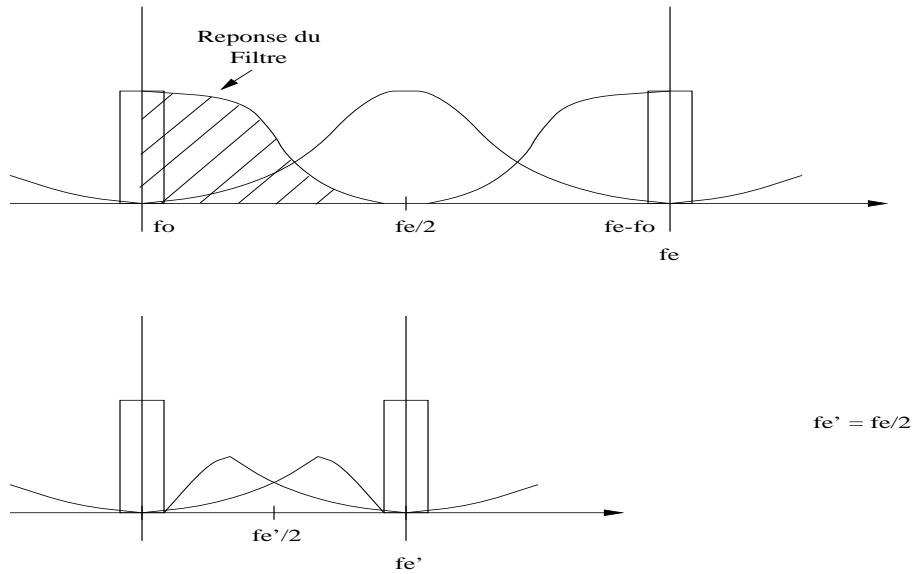 Reponse du
Filtre
fo
fe/2
fe-fo
fe
fe' = fe/2
fe'/2
fe'